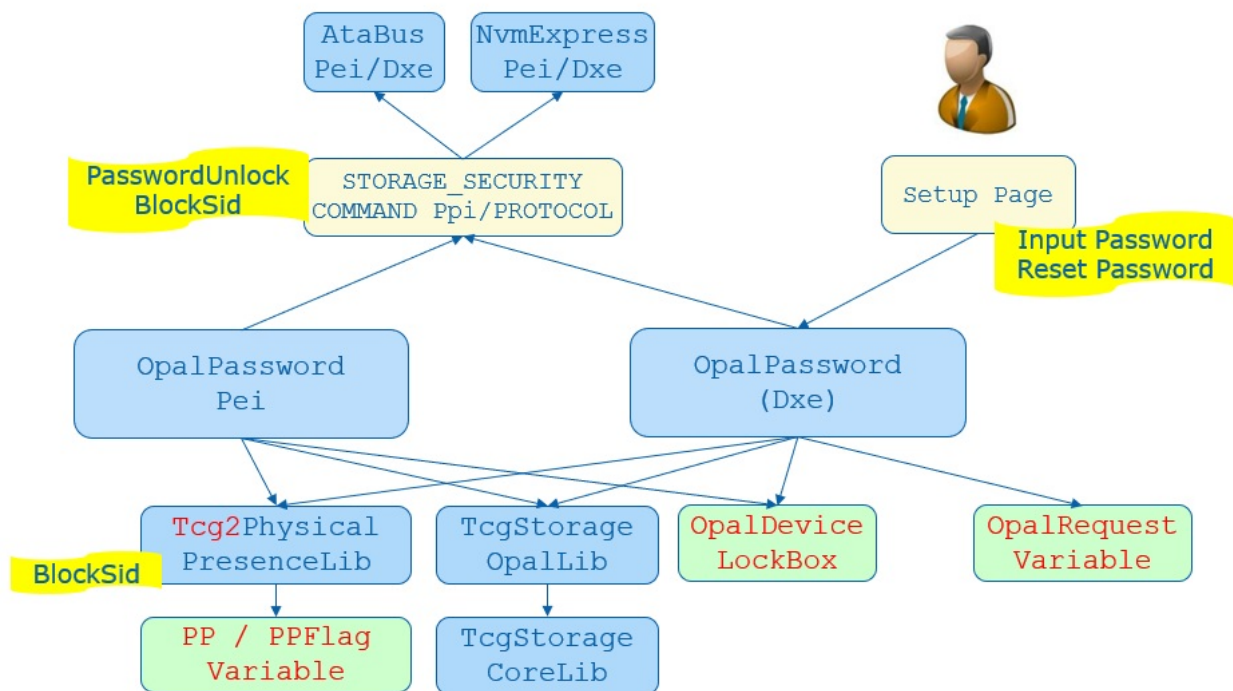 AtaBus
Pei/Dxe
NvmExpress
Pei/Dxe
PasswordUnlock
BlockSid
STORAGE_SECURITY
COMMAND Ppi/PROTOCOL
Setup Page
Input Password
Reset Password
OpalPassword
Pei
OpalPassword
(Dxe)
Tcg2Physical
PresenceLib
TcgStorage
OpalLib
OpalDevice
LockBox
OpalRequest
Variable
BlockSid
PP / PPFlag
Variable
TcgStorage
CoreLib